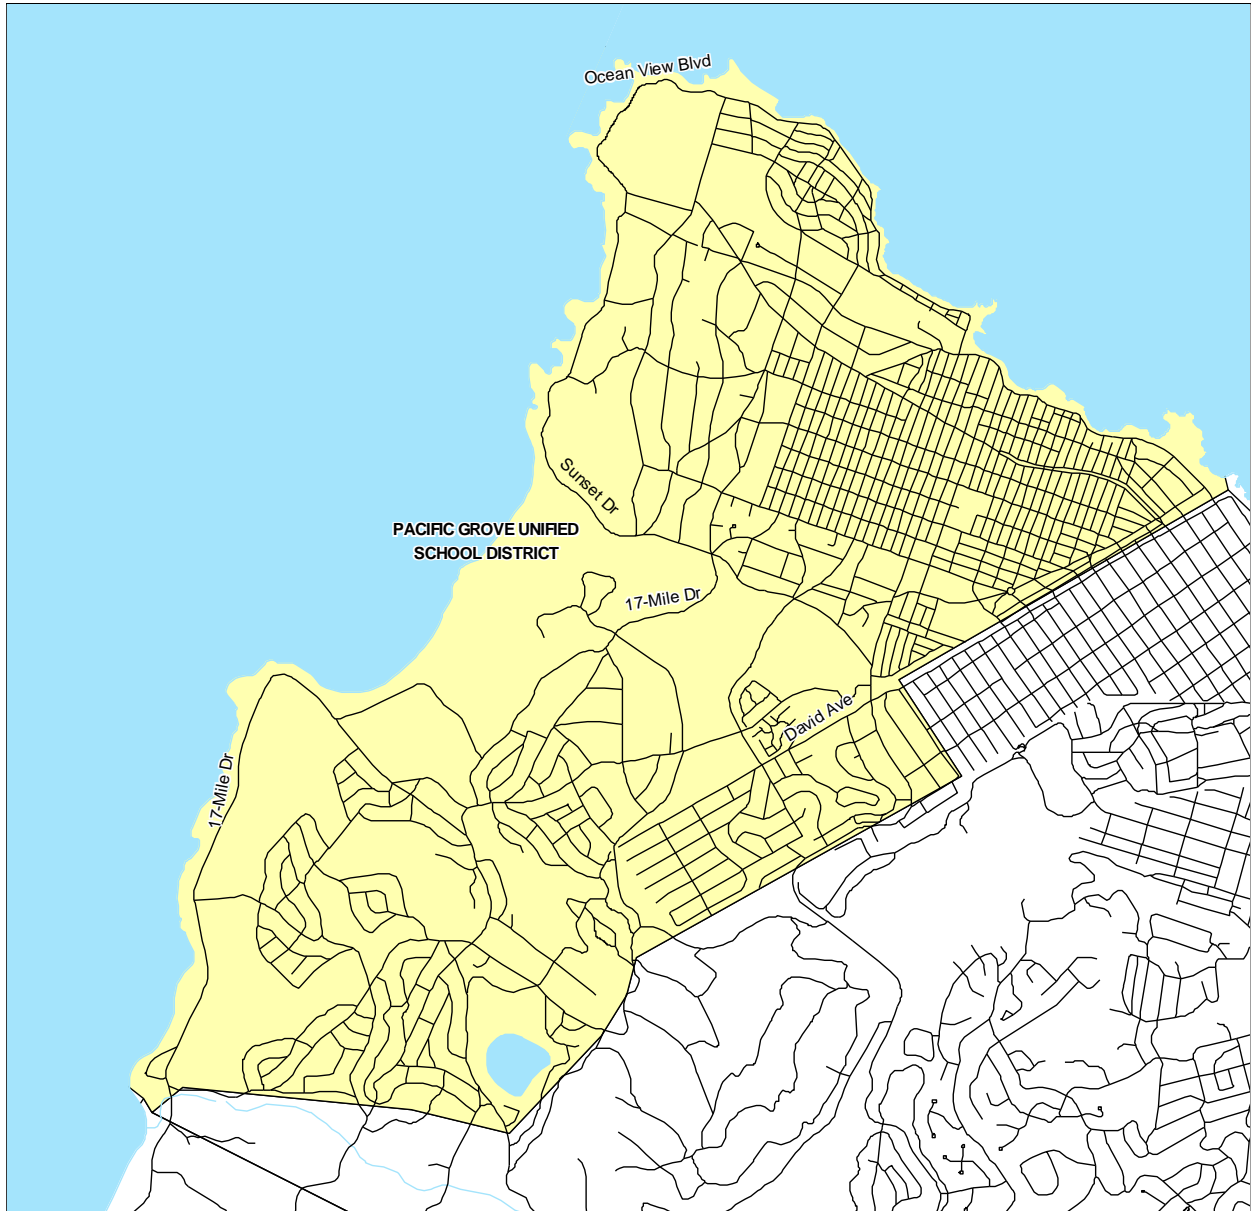 Ocean View Blvd
Sunset Dr
PACIFIC GROVE UNIFIED
SCHOOL DISTRICT
17-Mile Dr
David Ave
17-Mile Dr